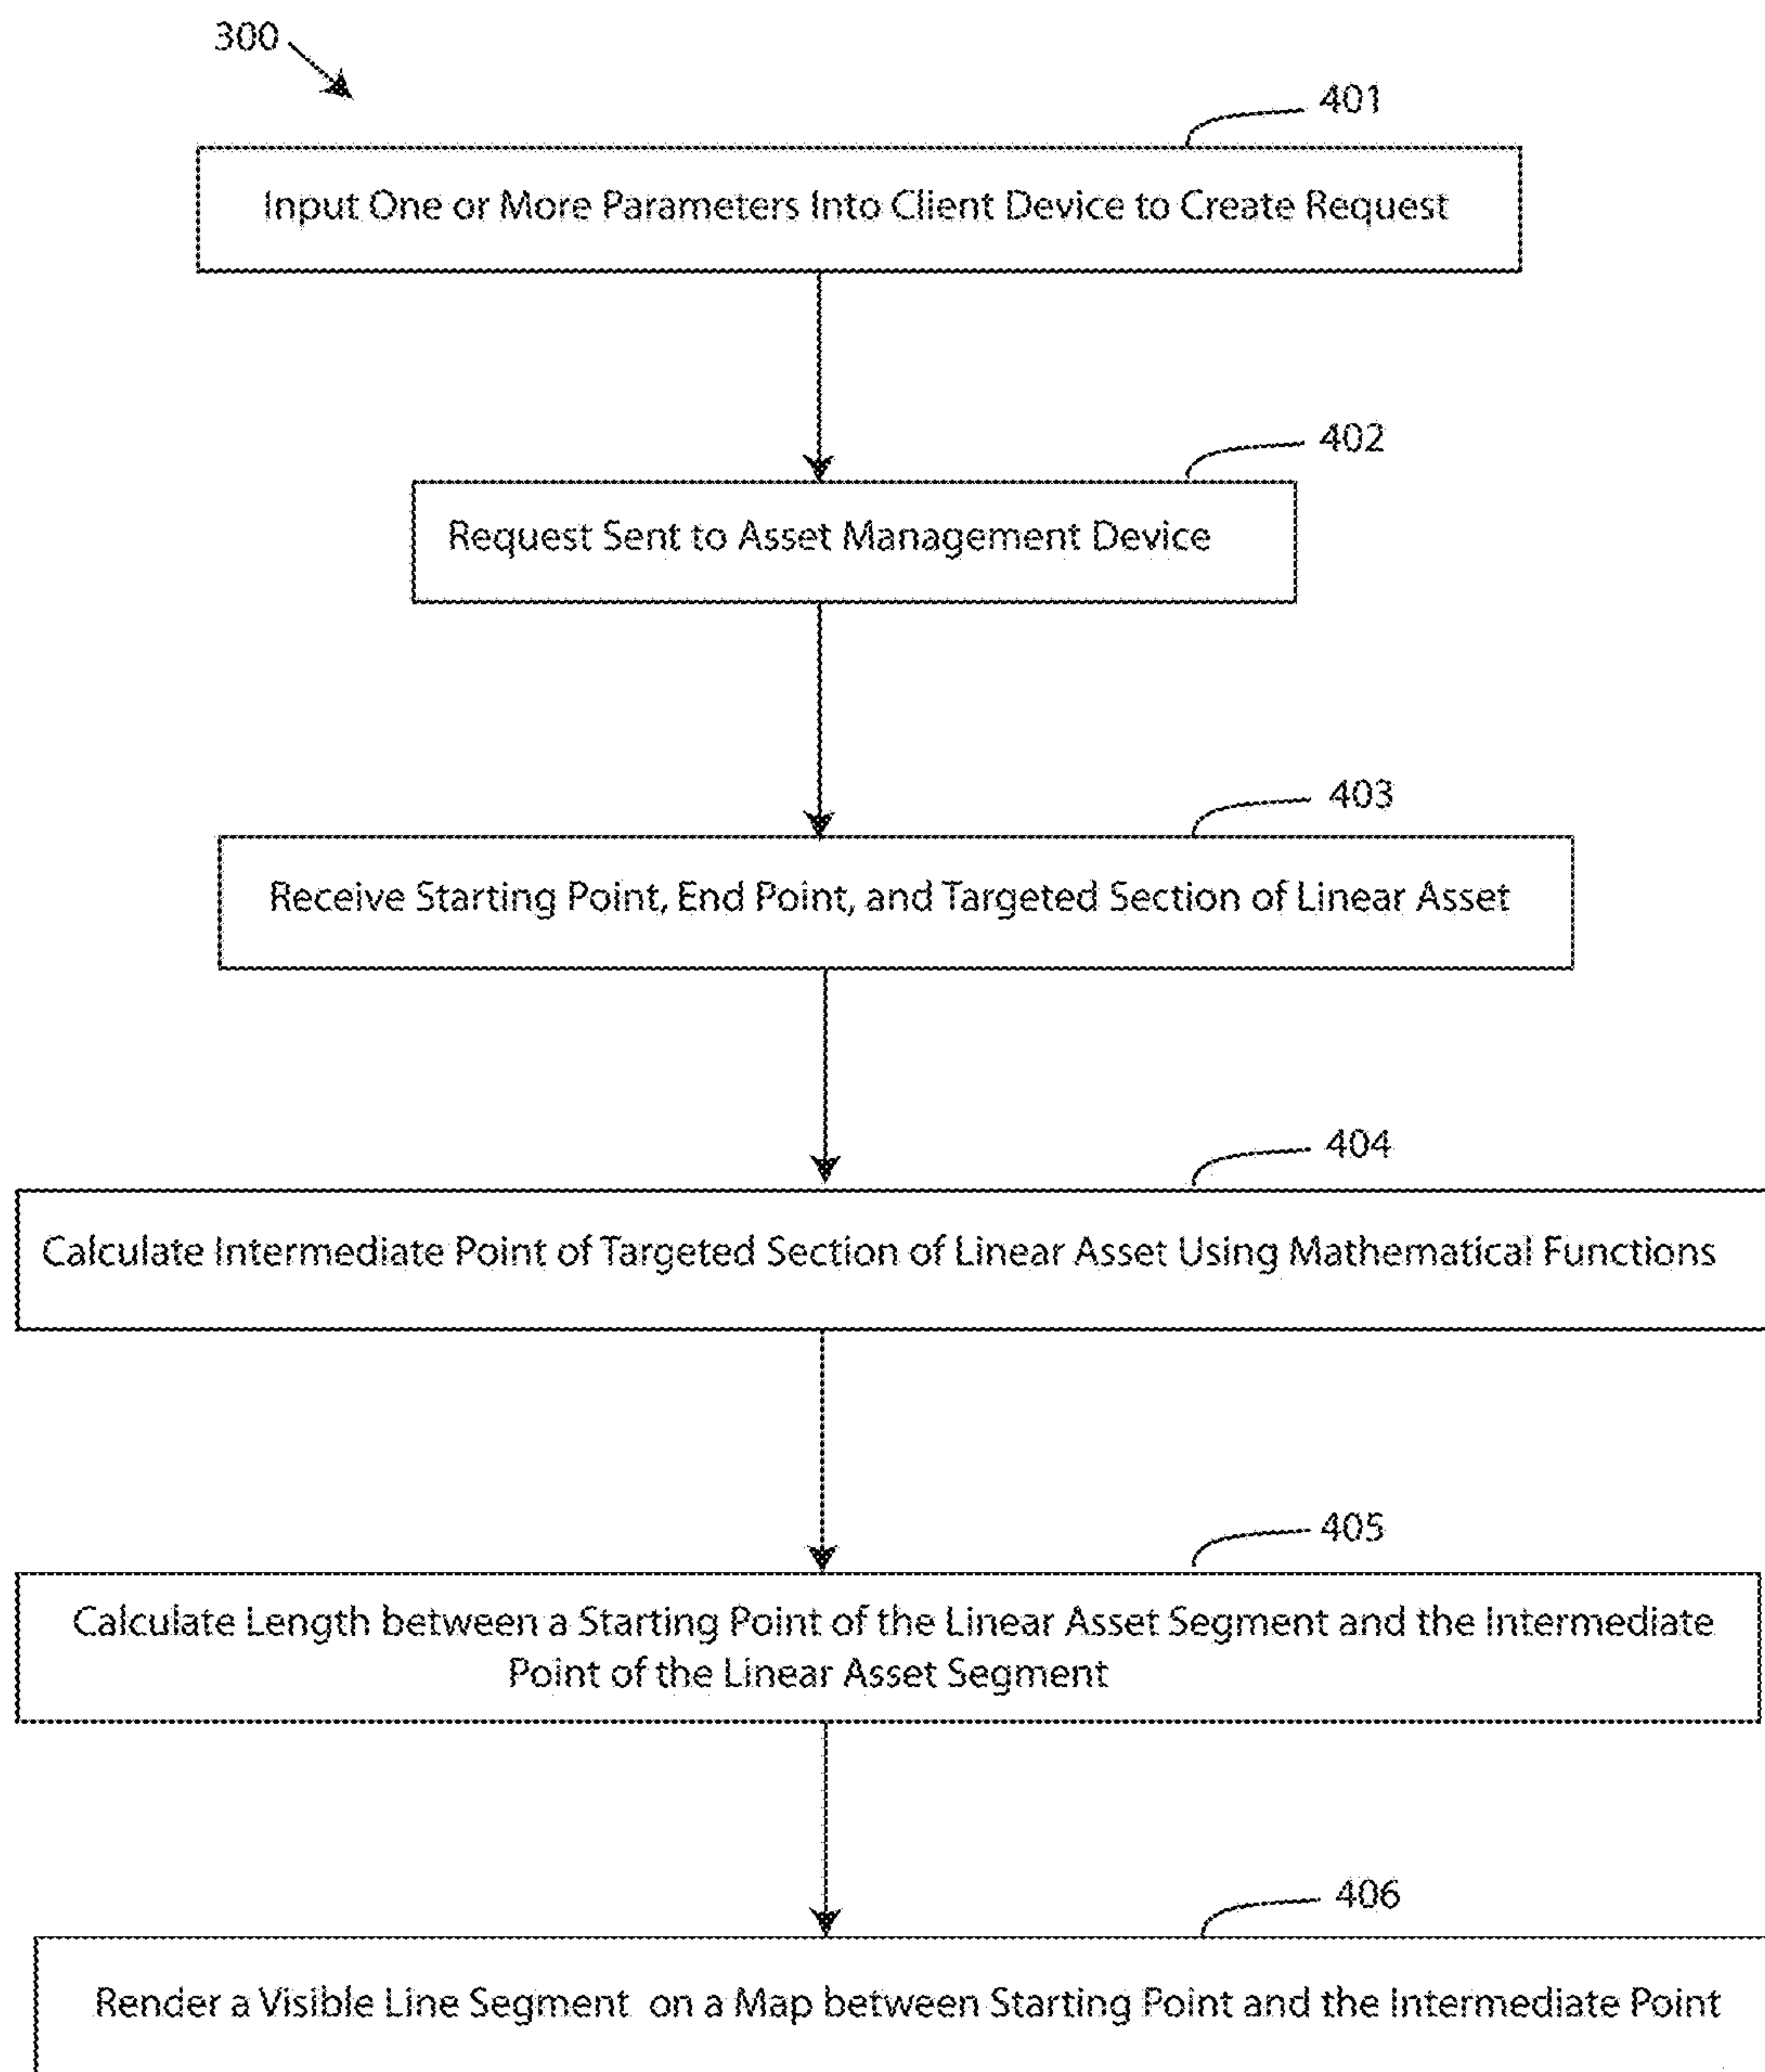 300
401
Input One or More Parameters Into Client Device to Create Request
402
Request Sent to Asset Management Device
403
Receive Starting Point, End Point, and Targeted Section of Linear Asset
404
Calculate Intermediate Point of Targeted Section of Linear Asset Using Mathematical Functions
405
Calculate Length between a Starting Point of the Linear Asset Segment and the Intermediate
Point of the Linear Asset Segment
406
Render a Visible Line Segment on a Map between Starting Point and the Intermediate Point